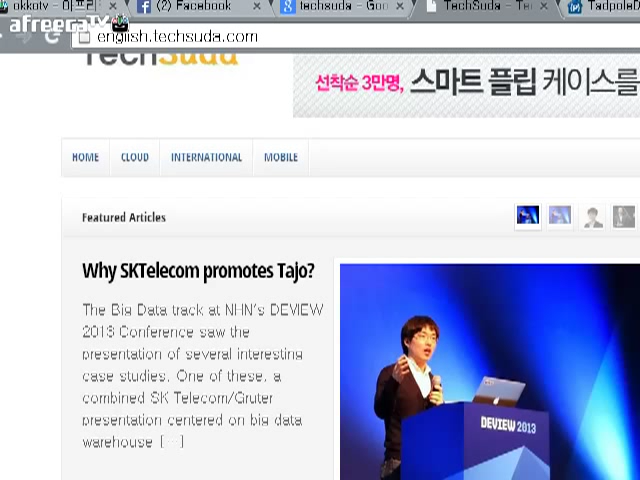 okkotv - 아프리
(2) Facebook
techsuda - Goo
TechSuda - Te
TadpoleD
afreecaTV
english.techsuda.com
TechSuda
선착순 3만명, 스마트 플립 케이스를
HOME
CLOUD
INTERNATIONAL
MOBILE
Featured Articles
Why SKTelecom promotes Tajo?
The Big Data track at NHN's DEVIEW
2013 Conference saw the
presentation of several interesting
case studies. One of these, a
combined SK Telecom/Gruter
presentation centered on big data
warehouse [...]
DEVIEW 2013